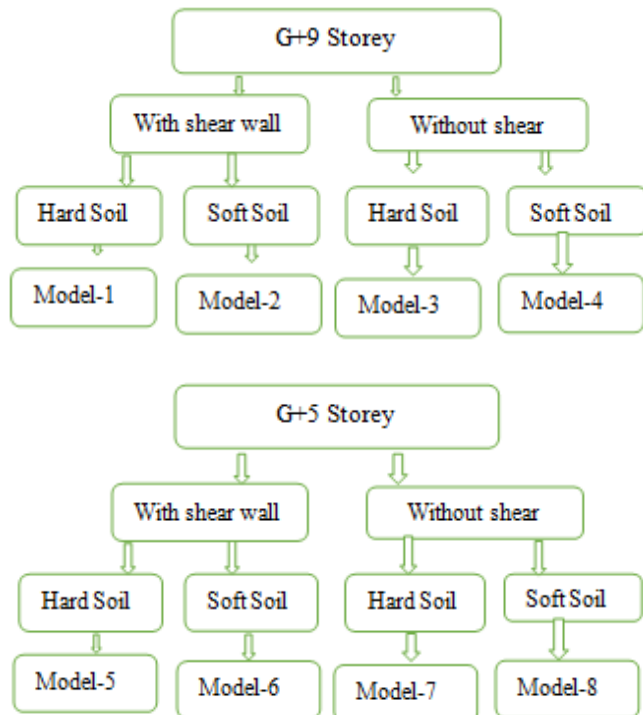 G+9 Storey
With shear wall
Without shear
Hard Soil
Soft Soil
Hard Soil
Soft Soil
Model-1
Model-2
Model-3
Model-4
G+5 Storey
With shear wall
Without shear
Hard Soil
Soft Soil
Hard Soil
Soft Soil
Model-5
Model-6
Model-7
Model-8